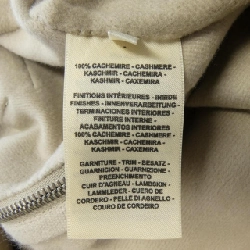 100% CACHEMIRE - CASHMERE -
KASCHMIR - CACHEMIRA -
KASHMIR - CAXEMIRA
FINITIONS INTÉRIEURES - INSIDE
FINISHES - INNENVERARBEITUNG -
TERMINACIONES INTERIORES
FINITURE INTERNE -
ACABAMENTOS INTERIORES
100% CACHEMIRE - CASHMERE -
KASCHMIR - CACHEMIRA -
KASHMIR - CAXEMIRA
GARNITURE - TRIM - BESATZ -
GUARNICION - GUARNIZIONE
PREENCHIMENTO
CUIR D'AGNEAU - LAMBSKIN -
LAMMLEDER - CUERO DE
CORDERO - PELLE DI AGNELLO -
COURO DE CORDEIRO